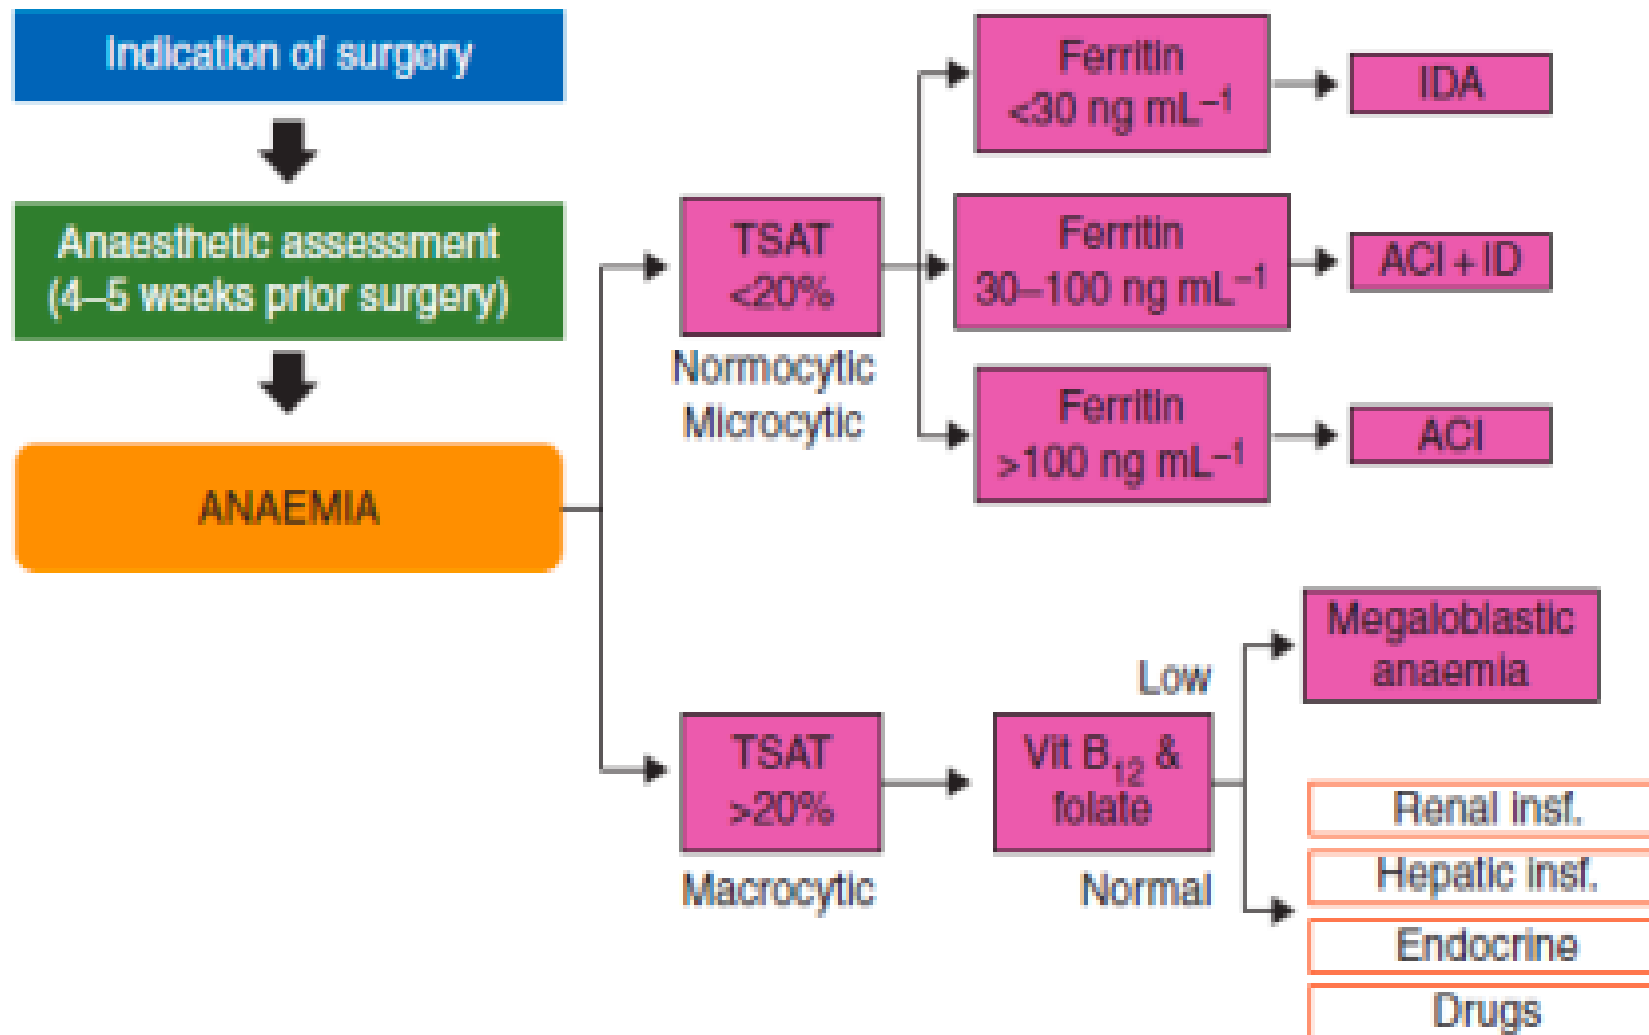 Indication of surgery
Anaesthetic assessment
(4–5 weeks prior surgery)
ANAEMIA
TSAT
<20%
Normocytic
Microcytic
Ferritin
<30 ng mL⁻¹
IDA
Ferritin
30–100 ng mL⁻¹
ACI + ID
Ferritin
>100 ng mL⁻¹
ACI
TSAT
>20%
Macrocytic
Vit B₁₂ &
folate
Low
Megaloblastic
anaemia
Normal
Renal insf.
Hepatic insf.
Endocrine
Drugs